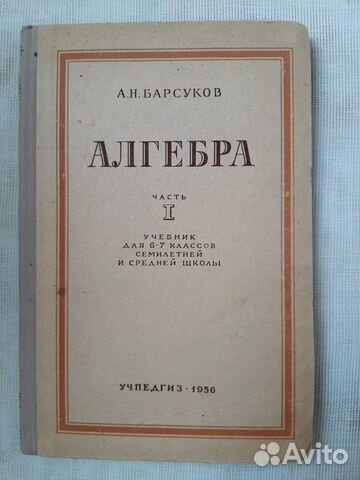 А.Н.БАРСУКОВ
АЛГЕБРА
ЧАСТЬ
I
УЧЕБНИК
ДЛЯ 6-7 КЛАССОВ
СЕМИЛЕТНЕЙ
И СРЕДНЕЙ ШКОЛЫ
УЧПЕДГИЗ · 1956
Avito